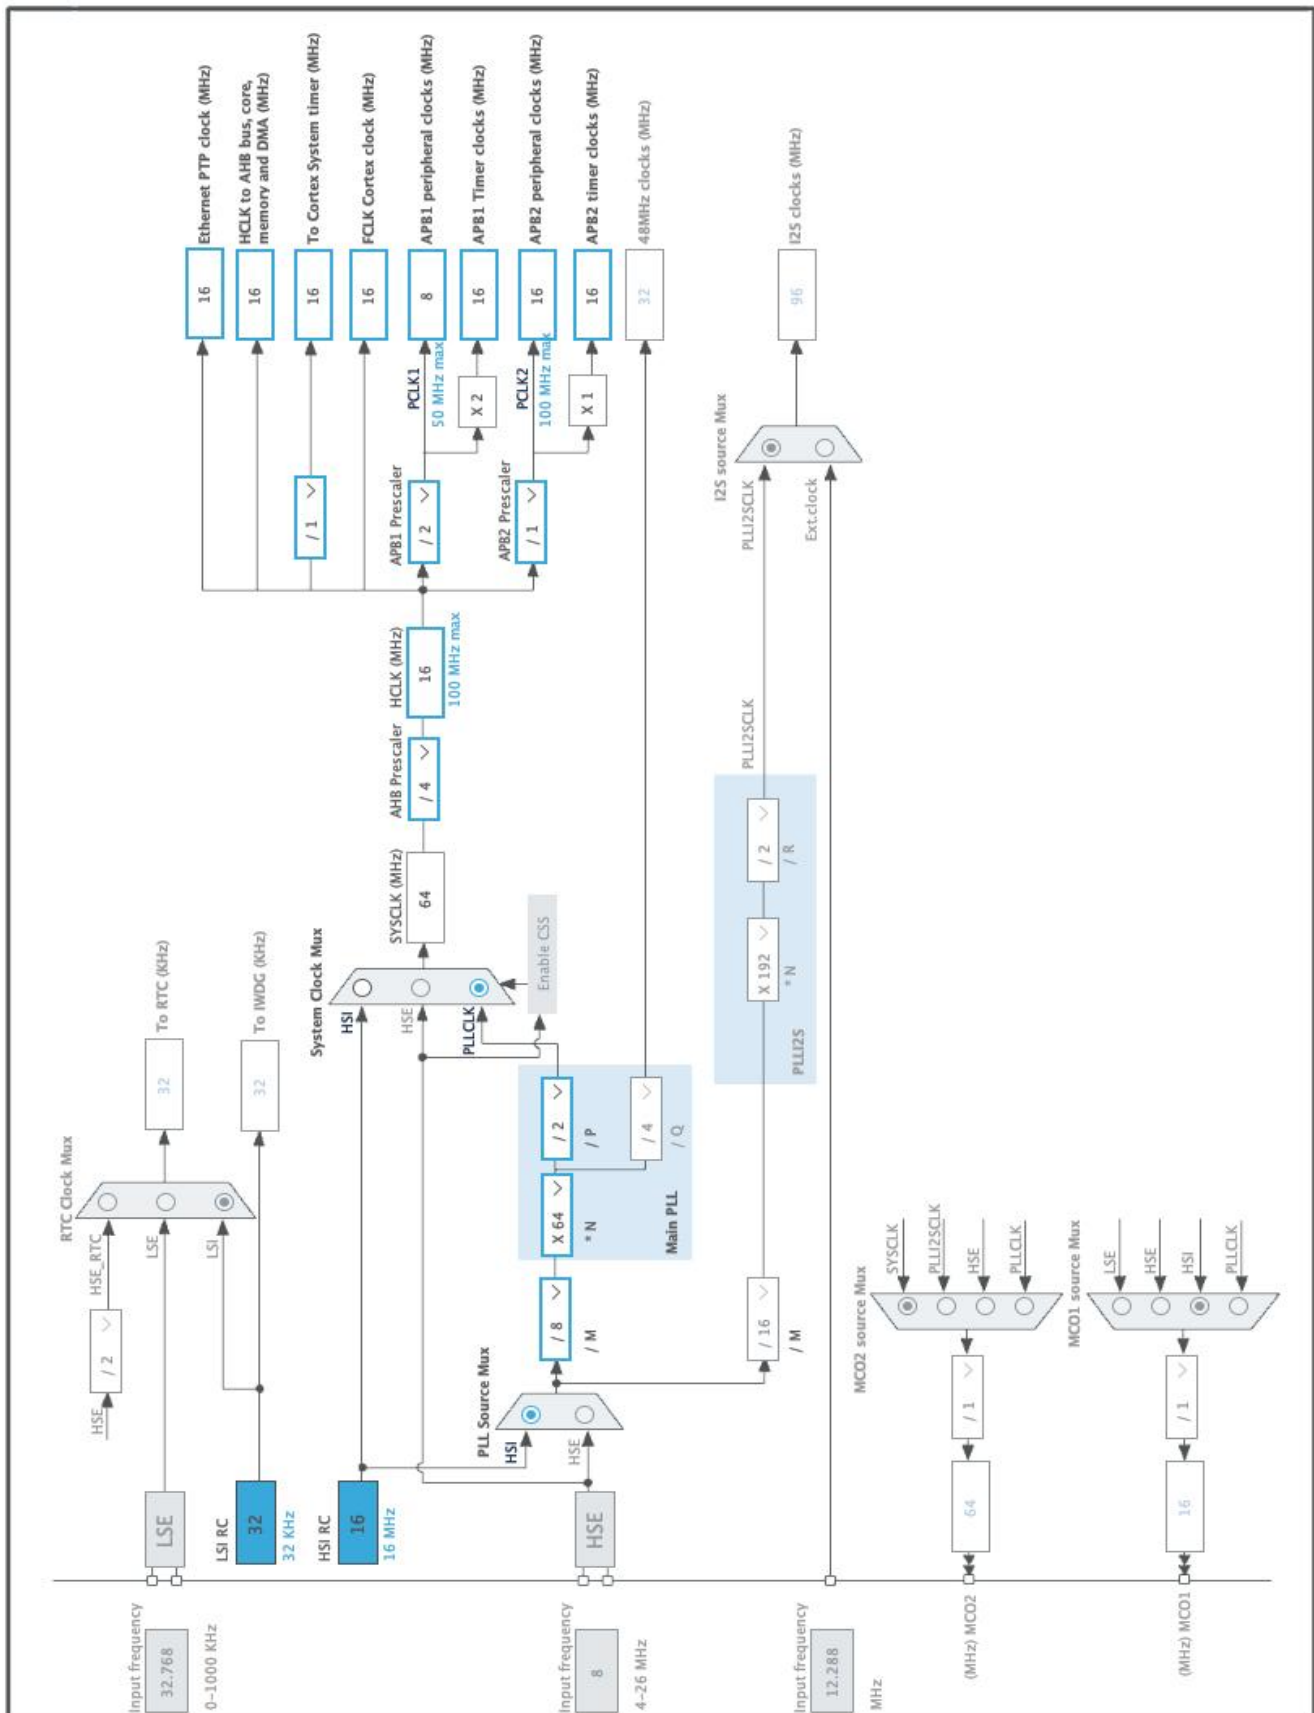 Input frequency
32.768
0-1000 KHz
LSE
LSI RC
32
32 KHz
HSI RC
16
16 MHz
HSE
/ 2
HSE_RTC
LSE
LSI
RTC Clock Mux
32
To RTC (KHz)
32
To IWDG (KHz)
Input frequency
8
4-26 MHz
HSE
PLL Source Mux
HSI
HSE
/ 8
/ M
X 64
* N
/ 2
/ P
/ 4
/ Q
Main PLL
System Clock Mux
HSI
HSE
PLLCLK
Enable CSS
SYSCLK (MHz)
64
AHB Prescaler
/ 4
HCLK (MHz)
16
100 MHz max
/ 1
APB1 Prescaler
/ 2
PCLK1
50 MHz max
X 2
APB2 Prescaler
/ 1
PCLK2
100 MHz max
X 1
16
Ethernet PTP clock (MHz)
16
HCLK to AHB bus, core,
memory and DMA (MHz)
16
To Cortex System timer (MHz)
16
FCLK Cortex clock (MHz)
8
APB1 peripheral clocks (MHz)
16
APB1 Timer clocks (MHz)
16
APB2 peripheral clocks (MHz)
16
APB2 timer clocks (MHz)
32
48MHz clocks (MHz)
/ 16
/ M
X 192
* N
/ 2
/ R
PLLI2S
PLLI2SCLK
PLLI2SCLK
I2S source Mux
Ext.clock
96
I2S clocks (MHz)
Input frequency
12.288
MHz
(MHz) MCO2
64
/ 1
MCO2 source Mux
SYSCLK
PLLI2SCLK
HSE
PLLCLK
(MHz) MCO1
16
/ 1
MCO1 source Mux
LSE
HSE
HSI
PLLCLK